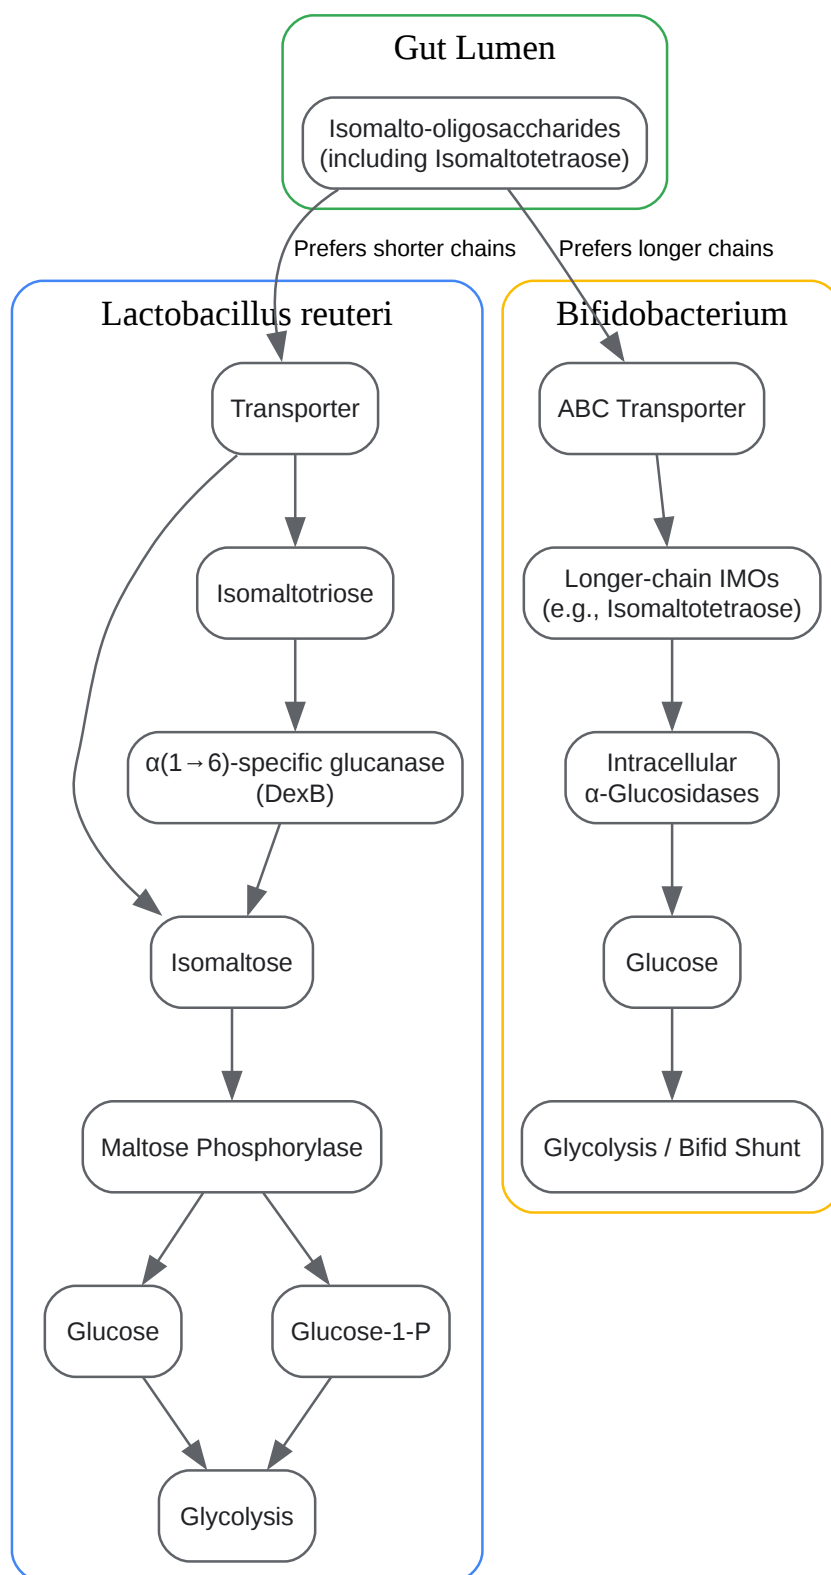 Gut Lumen
Isomalto-oligosaccharides
(including Isomaltotetraose)
Prefers shorter chains
Prefers longer chains
Lactobacillus reuteri
Transporter
Isomaltotriose
α(1→6)-specific glucanase
(DexB)
Isomaltose
Maltose Phosphorylase
Glucose
Glucose-1-P
Glycolysis
Bifidobacterium
ABC Transporter
Longer-chain IMOs
(e.g., Isomaltotetraose)
Intracellular
α-Glucosidases
Glucose
Glycolysis / Bifid Shunt